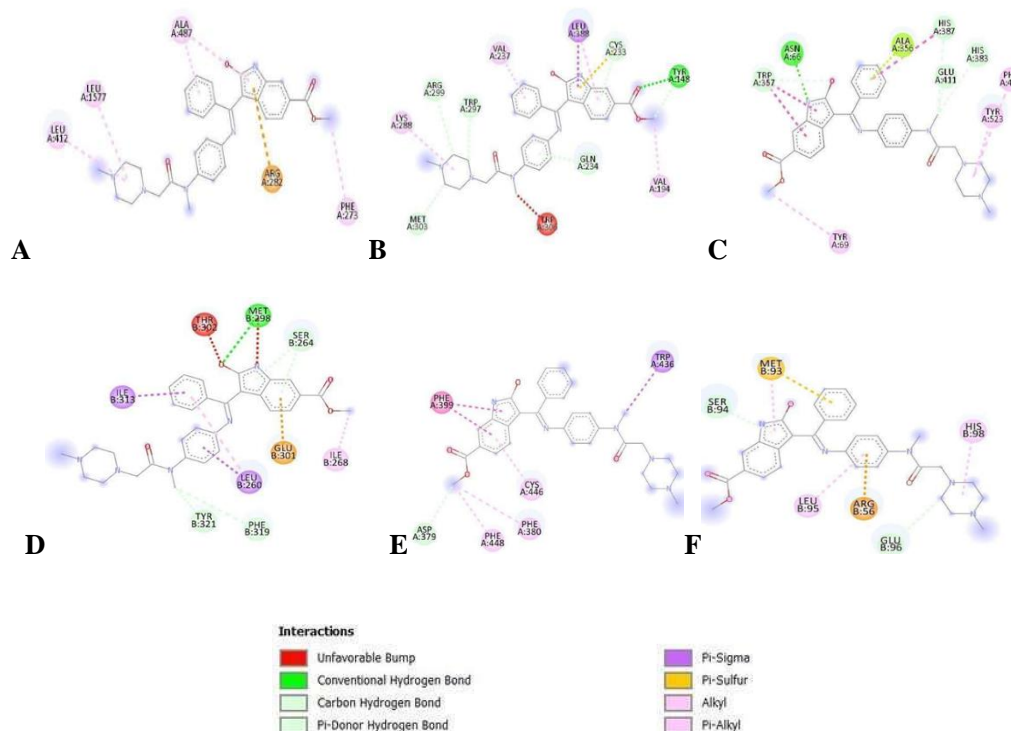 ALA
A:487
LEU
A:1577
LEU
A:412
ARG
A:282
PHE
A:273
A
LEU
A:388
VAL
A:237
CYS
A:233
TYR
A:148
ARG
A:299
TRP
A:297
LYS
A:288
GLN
A:234
VAL
A:194
MET
A:303
B
ASN
A:66
ALA
A:356
HIS
A:387
HIS
A:383
TRP
A:357
GLU
A:411
TYR
A:523
TYR
A:69
C
THR
B:302
MET
B:298
SER
B:264
ILE
B:313
GLU
B:301
ILE
B:268
LEU
B:260
TYR
B:321
PHE
B:319
D
TRP
A:436
PHE
A:399
CYS
A:446
PHE
A:380
ASP
A:379
PHE
A:448
E
MET
B:93
SER
B:94
HIS
B:98
LEU
B:95
ARG
B:56
GLU
B:96
F
Interactions
Unfavorable Bump
Conventional Hydrogen Bond
Carbon Hydrogen Bond
Pi-Donor Hydrogen Bond
Pi-Sigma
Pi-Sulfur
Alkyl
Pi-Alkyl